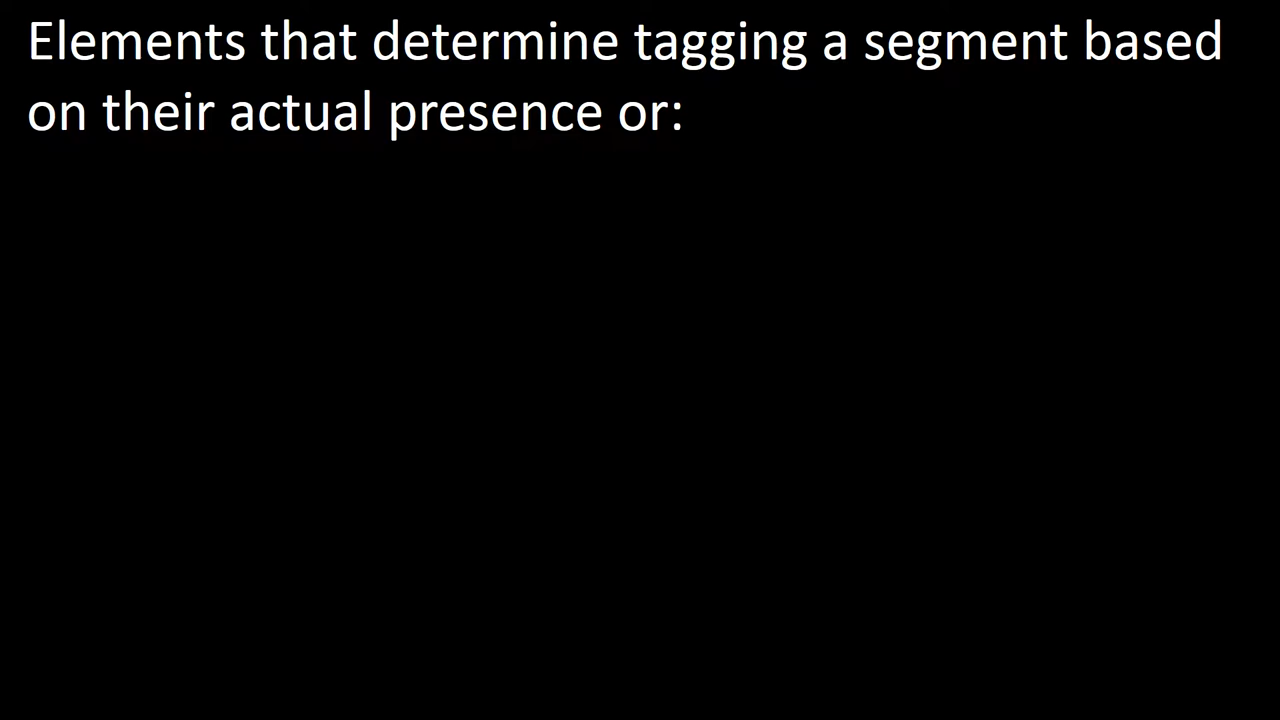 Elements that determine tagging a segment based
on their actual presence or: